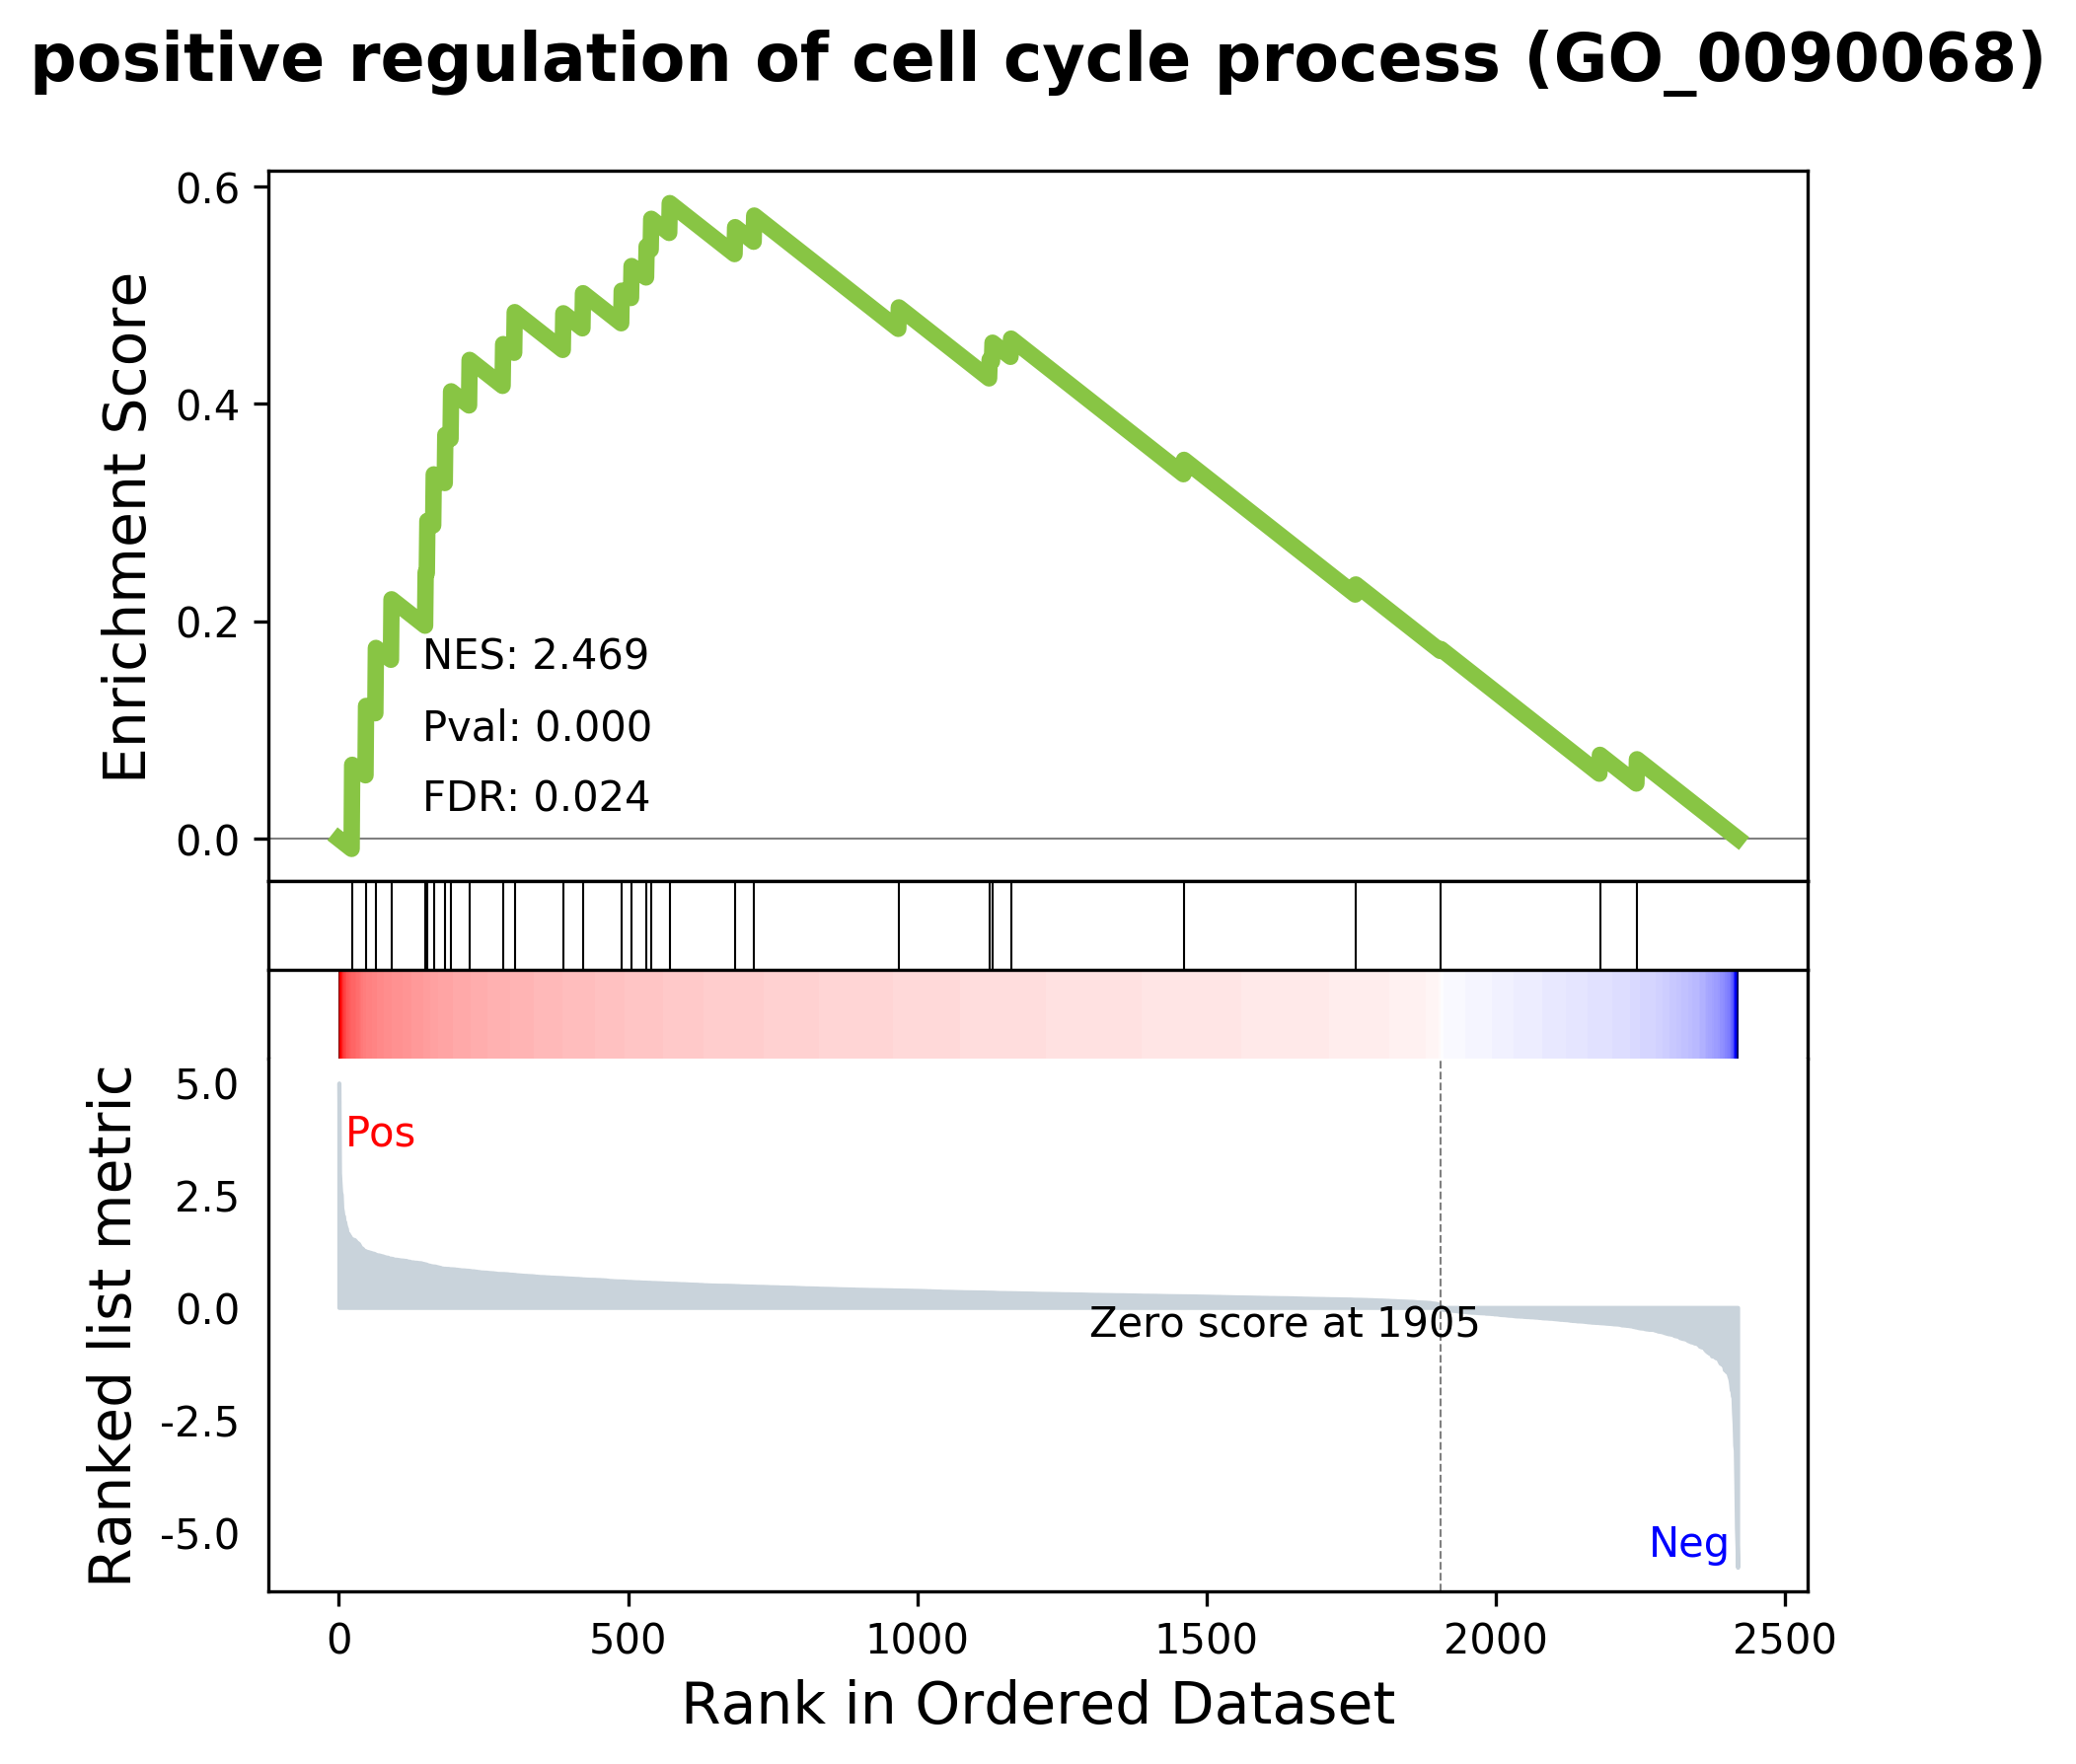 positive regulation of cell cycle process (GO_0090068)
0.6
0.4
0.2
0.0
Enrichment Score
NES: 2.469
Pval: 0.000
FDR: 0.024
5.0
2.5
0.0
-2.5
-5.0
Ranked list metric
Pos
Zero score at 1905
Neg
0
500
1000
1500
2000
2500
Rank in Ordered Dataset